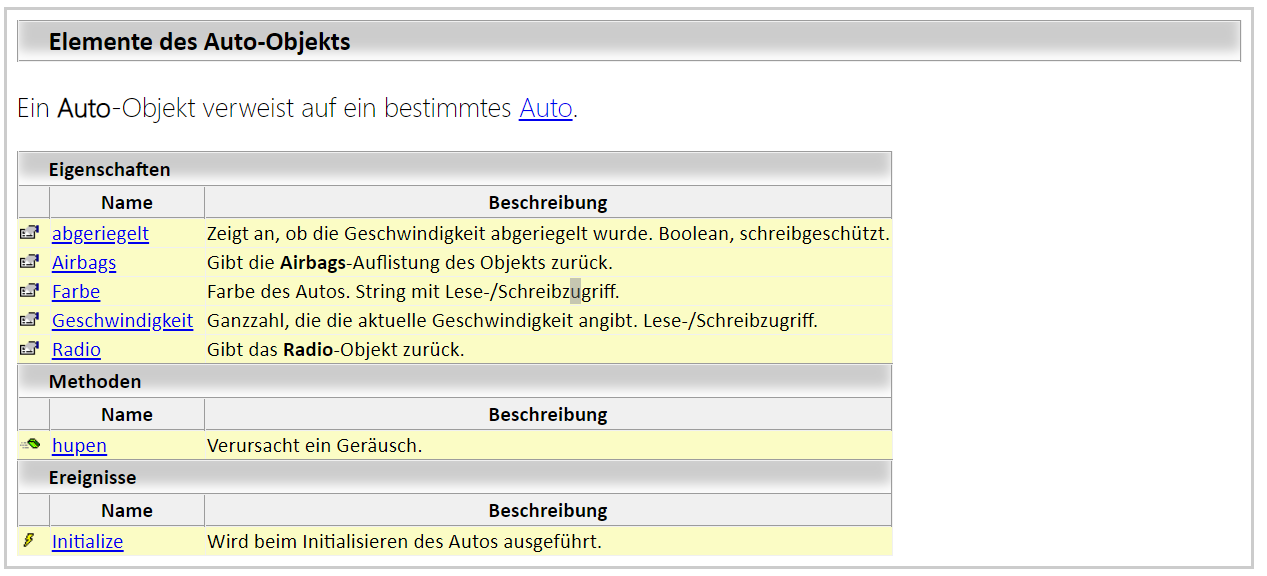 Elemente des Auto-Objekts
Ein Auto-Objekt verweist auf ein bestimmtes Auto.
Eigenschaften
Name Beschreibung
abgeriegelt Zeigt an, ob die Geschwindigkeit abgeriegelt wurde. Boolean, schreibgeschützt.
Airbags Gibt die Airbags-Auflistung des Objekts zurück.
Farbe Farbe des Autos. String mit Lese-/Schreibzugriff.
Geschwindigkeit Ganzzahl, die die aktuelle Geschwindigkeit angibt. Lese-/Schreibzugriff.
Radio Gibt das Radio-Objekt zurück.
Methoden
Name Beschreibung
hupen Verursacht ein Geräusch.
Ereignisse
Name Beschreibung
Initialize Wird beim Initialisieren des Autos ausgeführt.